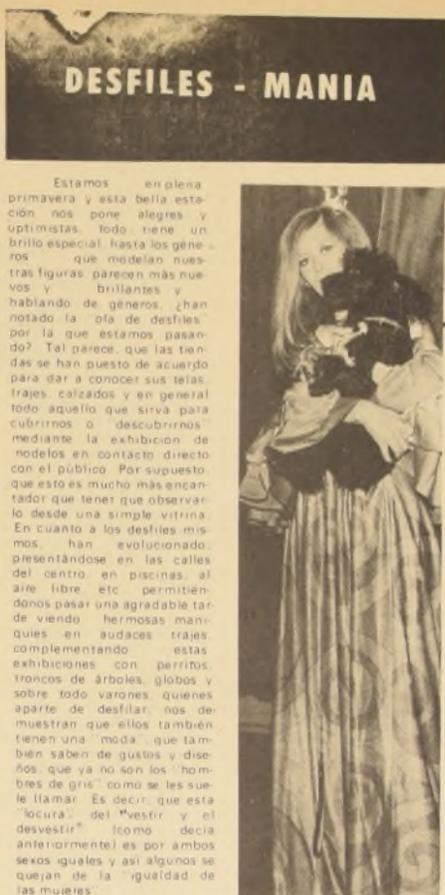 DESFILES - MANIA
Estamos en plena
primavera y esta bella esta-
ción nos pone alegres y
optimistas, todo tiene un
brillo especial, hasta los géne-
ros que modelan nues-
tras figuras, parecen más nue-
vos y brillantes y
hablando de géneros, ¿han
notado la "ola de desfiles"
por la que estamos pasan-
do? Tal parece, que las tien-
das se han puesto de acuerdo
para dar a conocer sus telas,
trajes, calzados y en general
todo aquello que sirva para
cubrirnos o "descubrirnos"
mediante la exhibición de
modelos en contacto directo
con el público. Por supuesto
que esto es mucho más encan-
tador que tener que observar-
lo desde una simple vitrina.
En cuanto a los desfiles mis-
mos, han evolucionado,
presentándose en las calles
del centro, en piscinas, al
aire libre, etc. permitién-
donos pasar una agradable tar-
de viendo hermosas mani-
quíes en audaces trajes,
complementando estas
exhibiciones con perritos,
troncos de árboles, globos y
sobre todo varones, quienes
aparte de desfilar, nos de-
muestran que ellos también
tienen una "moda", que tam-
bién saben de gustos y dise-
ños, que ya no son los "hom-
bres de gris" como se les sue-
le llamar. Es decir, que esta
"locura" del "vestir y el
desvestir" (como decía
anteriormente) es por ambos
sexos iguales y así algunos se
quejan de la "igualdad de
las mujeres"